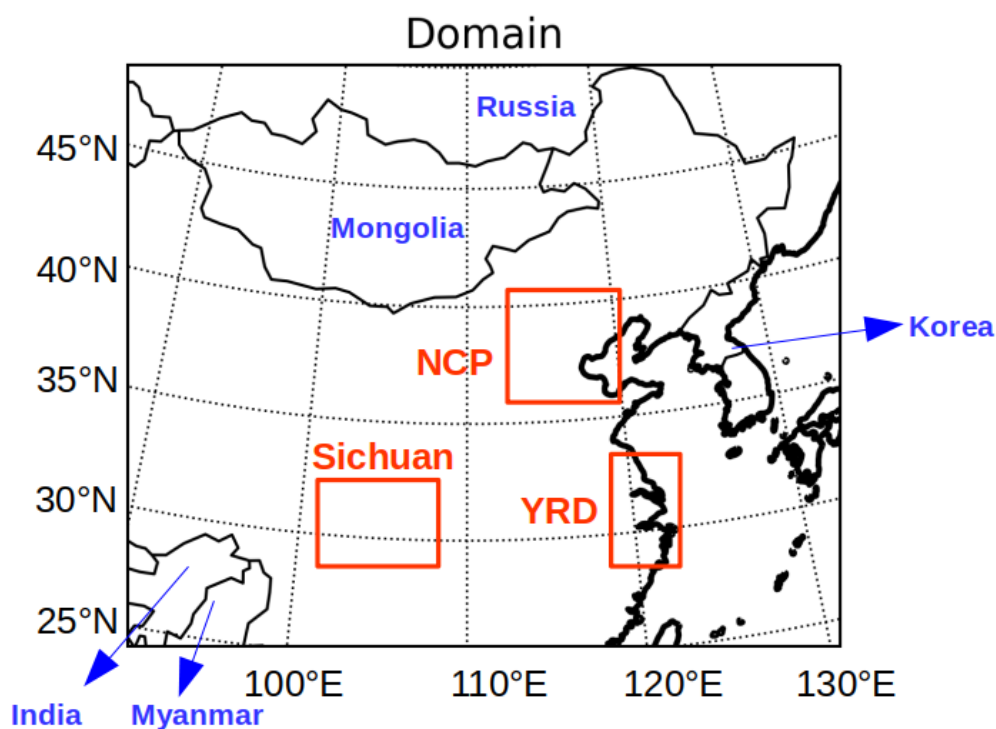 Domain
Russia
45°N
Mongolia
40°N
Korea
NCP
35°N
Sichuan
30°N
YRD
25°N
100°E
110°E
120°E
130°E
India
Myanmar